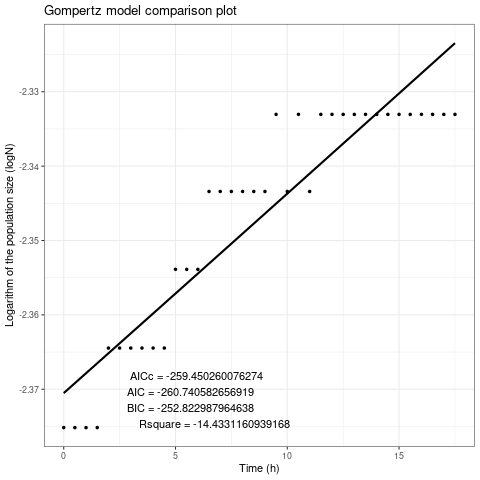 Gompertz model comparison plot
Logarithm of the population size (logN)
-2.33
-2.34
-2.35
-2.36
-2.37
AICc = -259.450260076274
AIC = -260.740582656919
BIC = -252.822987964638
Rsquare = -14.4331160939168
0 5 10 15
Time (h)